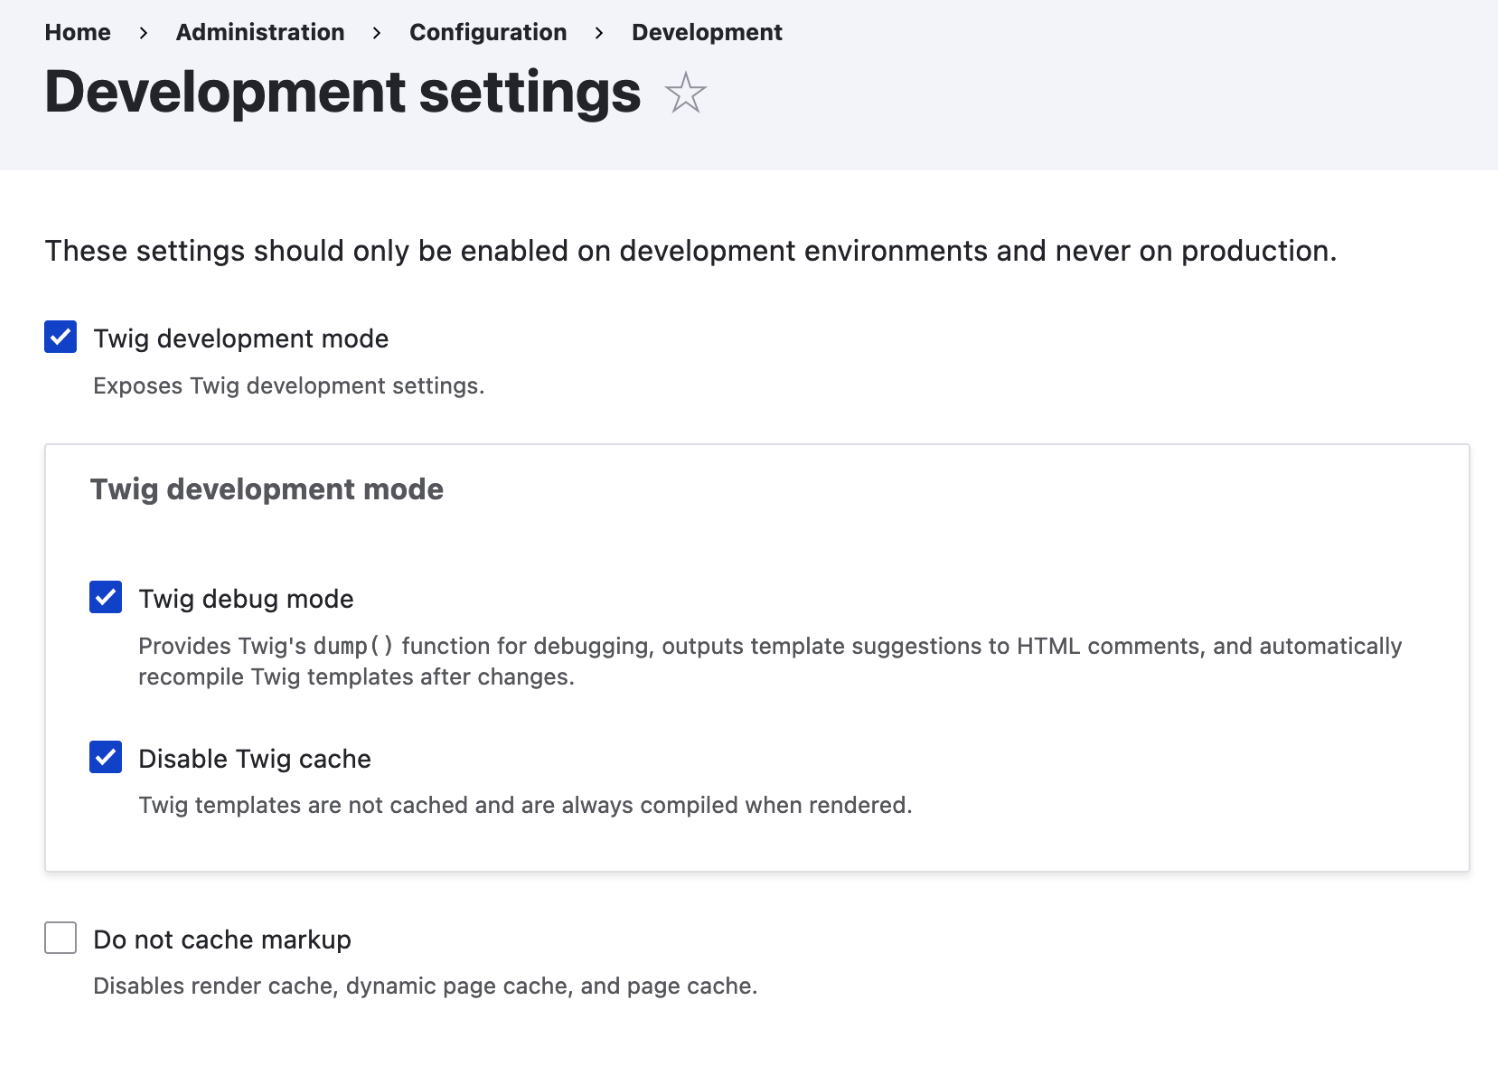 Home > Administration > Configuration > Development
Development settings
These settings should only be enabled on development environments and never on production.
Twig development mode
Exposes Twig development settings.
Twig development mode
Twig debug mode
Provides Twig's dump() function for debugging, outputs template suggestions to HTML comments, and automatically
recompile Twig templates after changes.
Disable Twig cache
Twig templates are not cached and are always compiled when rendered.
Do not cache markup
Disables render cache, dynamic page cache, and page cache.